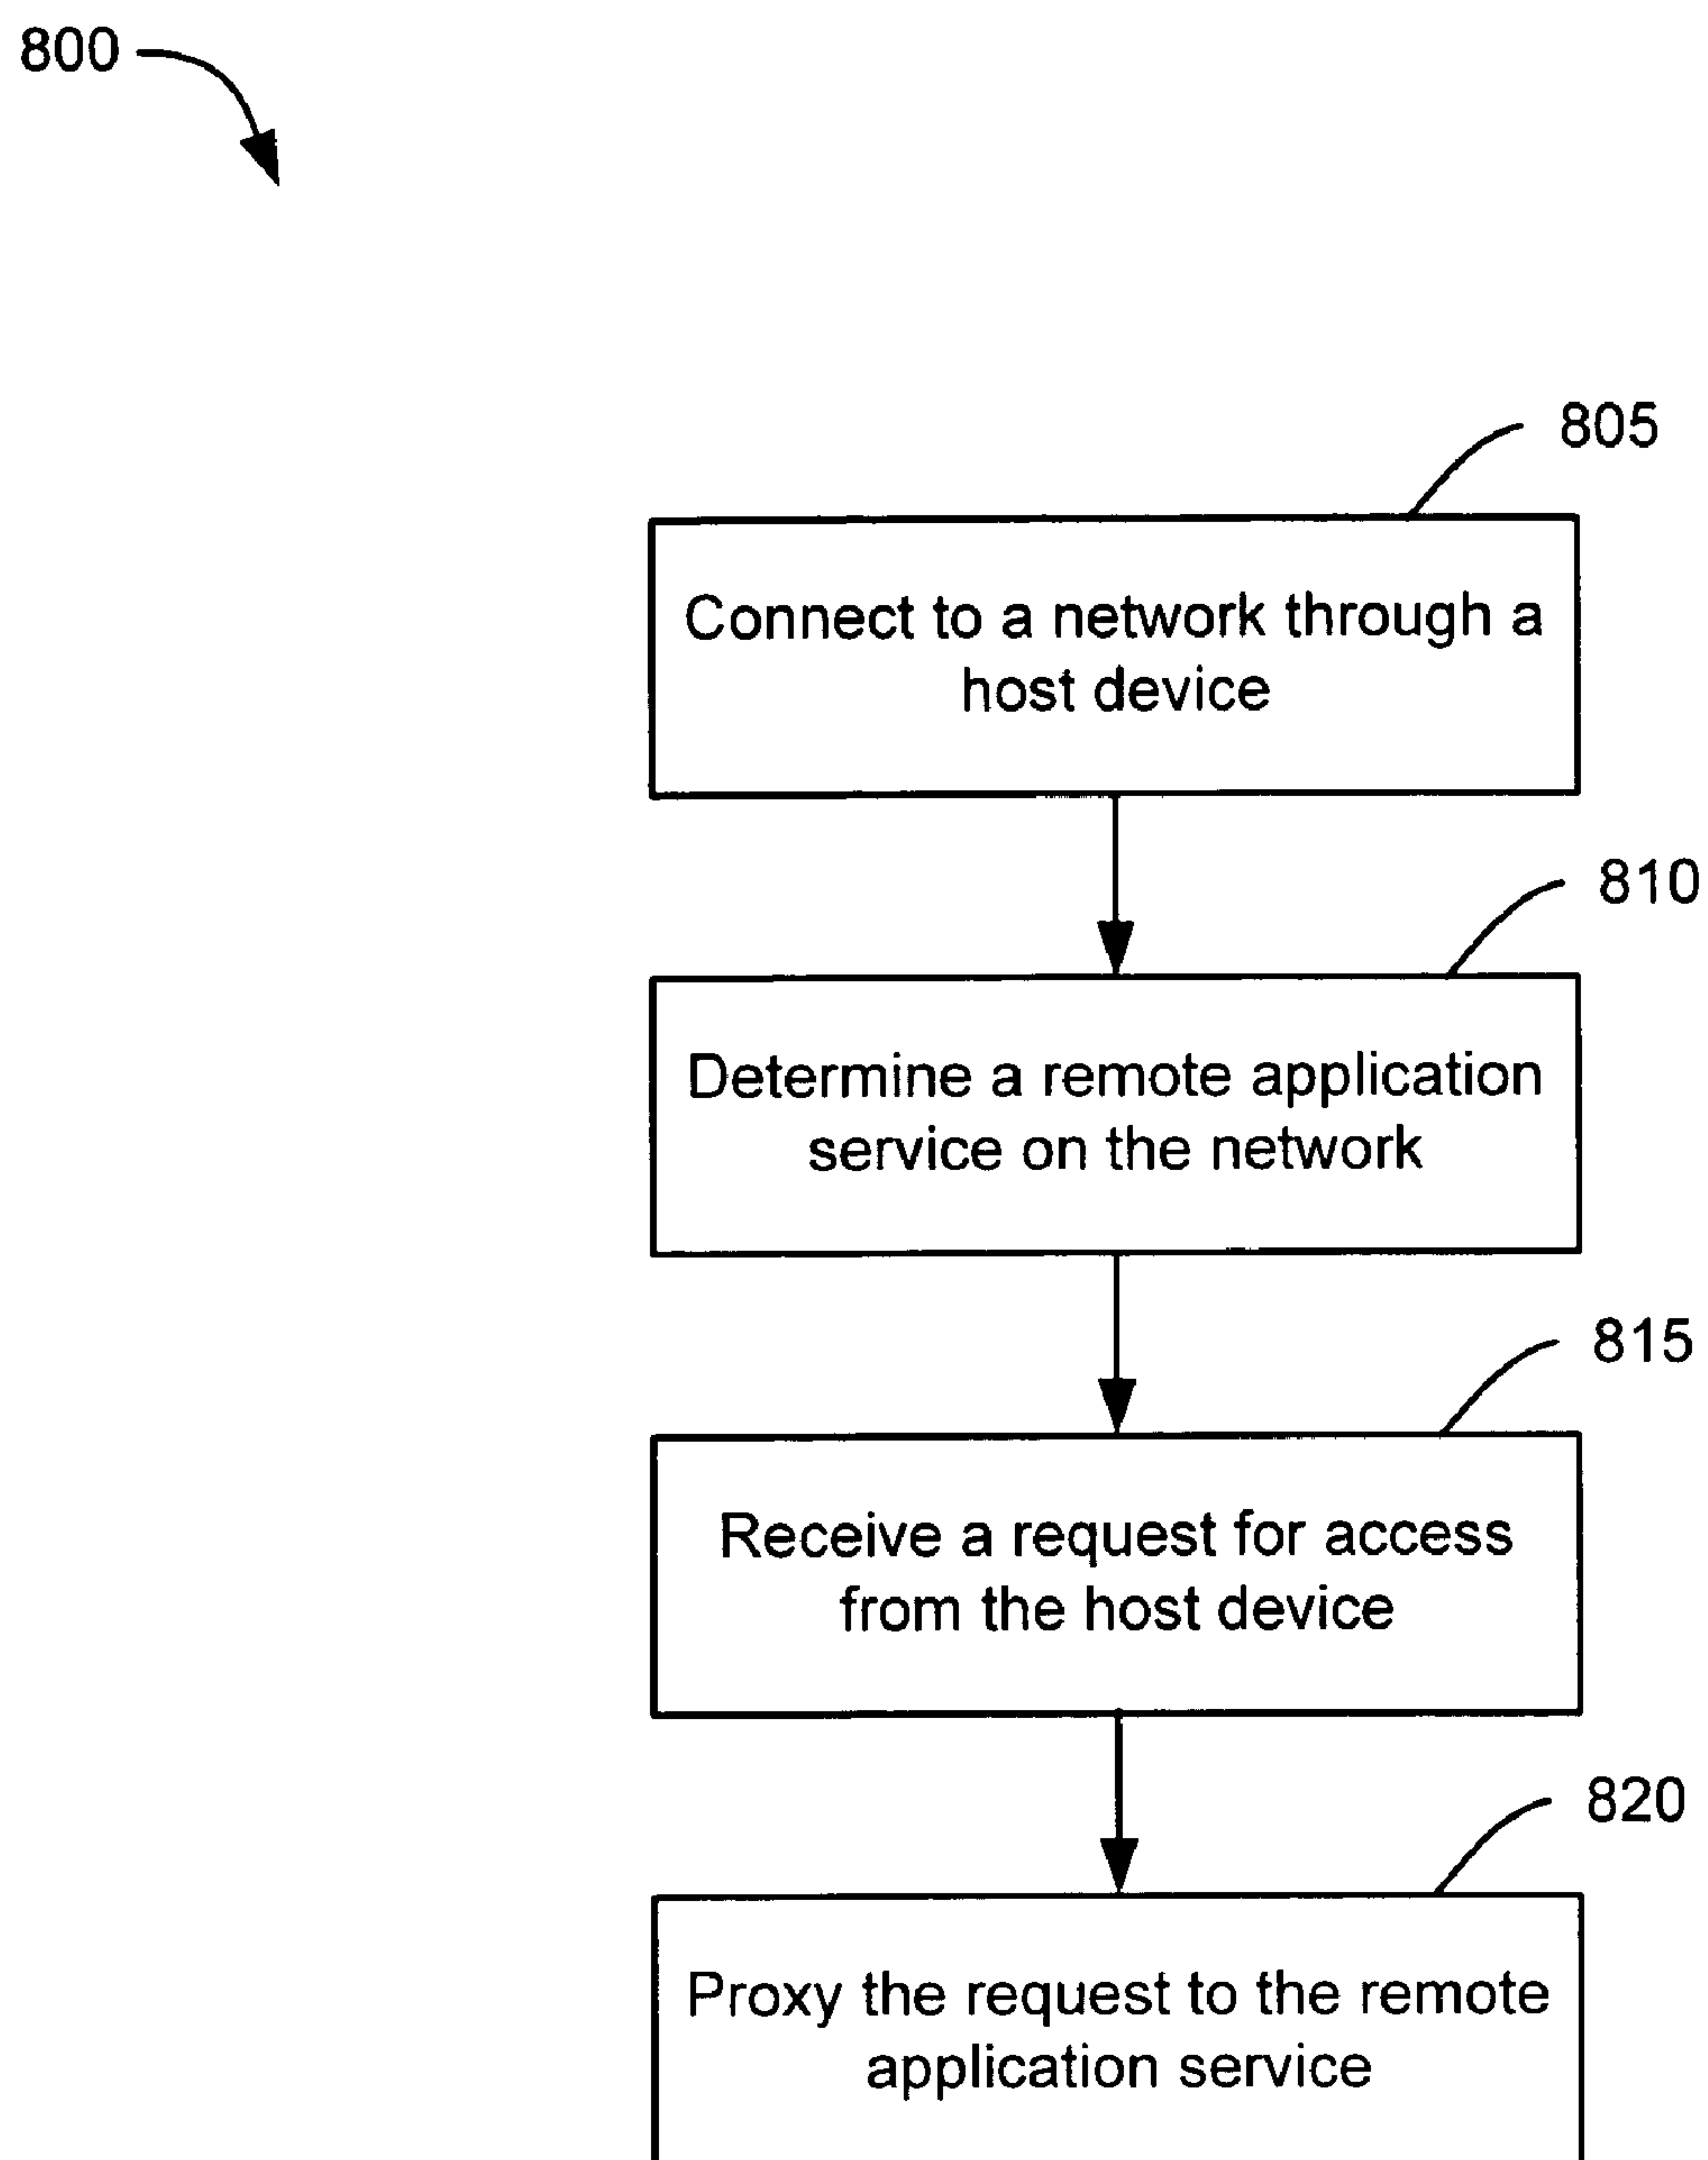 800
805
Connect to a network through a
host device
810
Determine a remote application
service on the network
815
Receive a request for access
from the host device
820
Proxy the request to the remote
application service